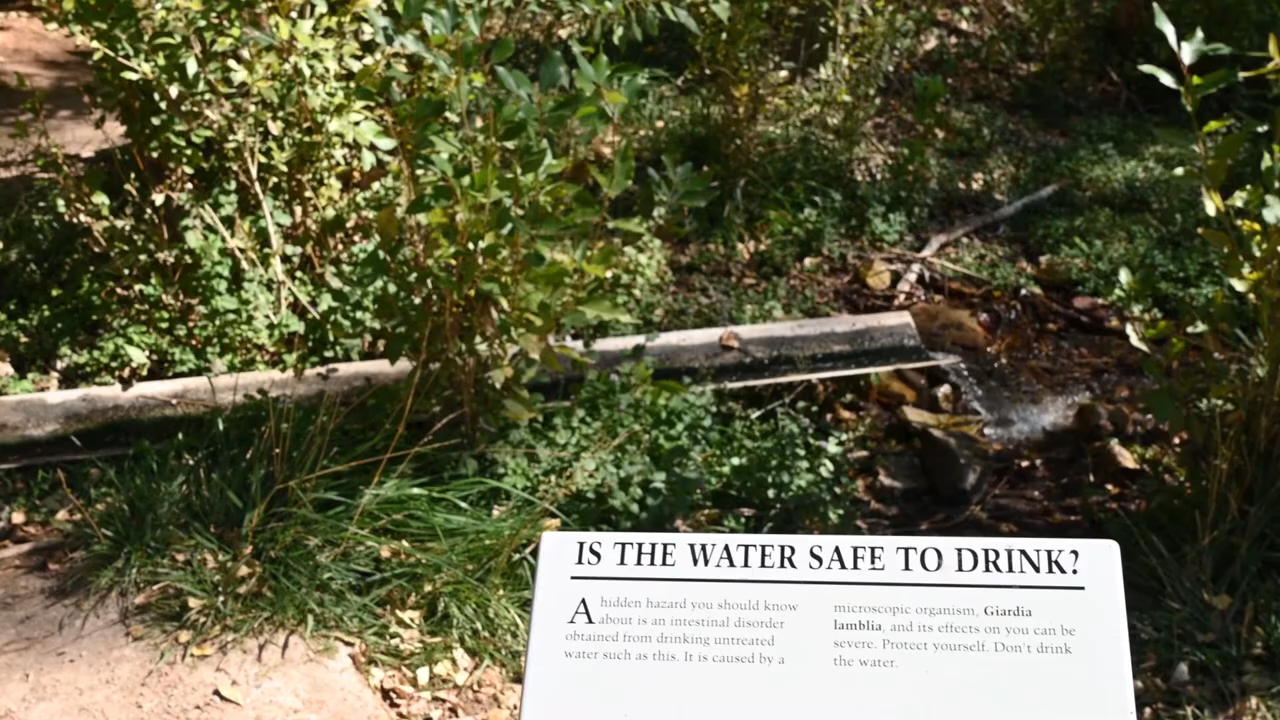 IS THE WATER SAFE TO DRINK?
A hidden hazard you should know
about is an intestinal disorder
obtained from drinking untreated
water such as this. It is caused by a
microscopic organism, Giardia
lamblia, and its effects on you can be
severe. Protect yourself. Don't drink
the water.